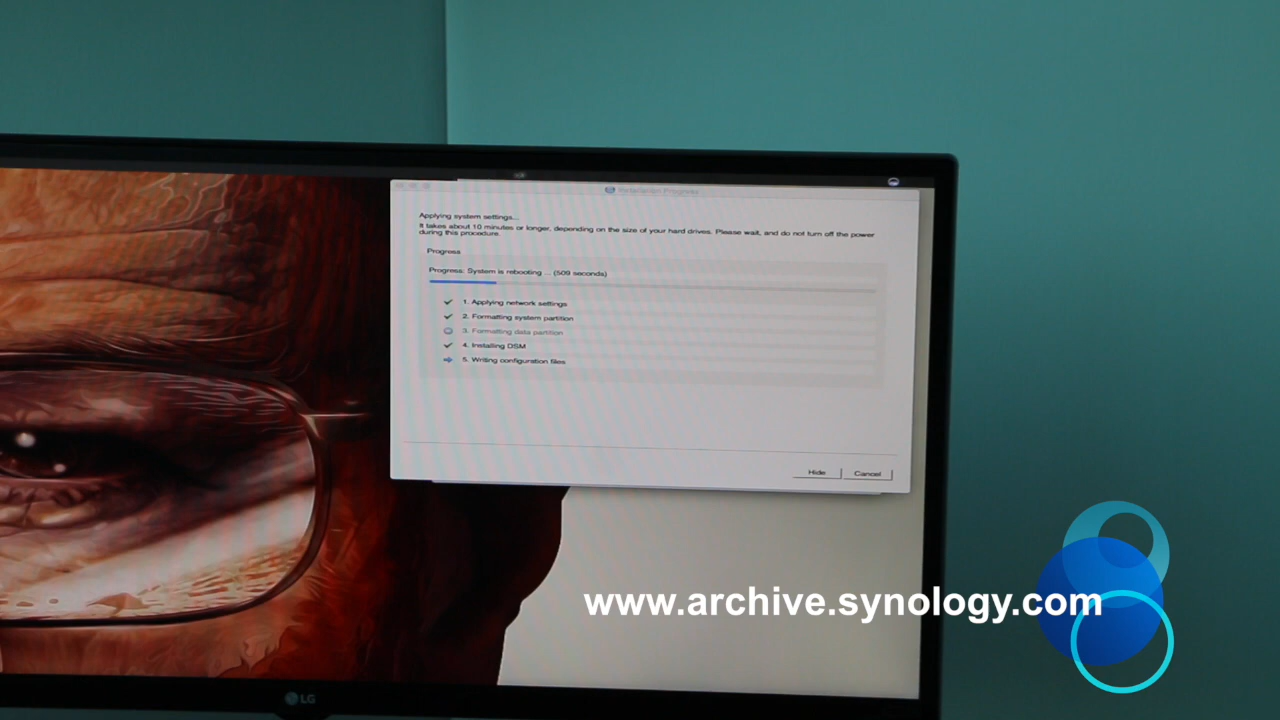 Installation Progress
Applying system settings...
It takes about 10 minutes or longer, depending on the size of your hard drives. Please wait, and do not turn off the power
during this procedure.
Progress
Progress: System is rebooting ... (509 seconds)
1. Applying network settings
2. Formatting system partition
3. Formatting data partition
4. Installing DSM
5. Writing configuration files
Hide
Cancel
www.archive.synology.com
LG